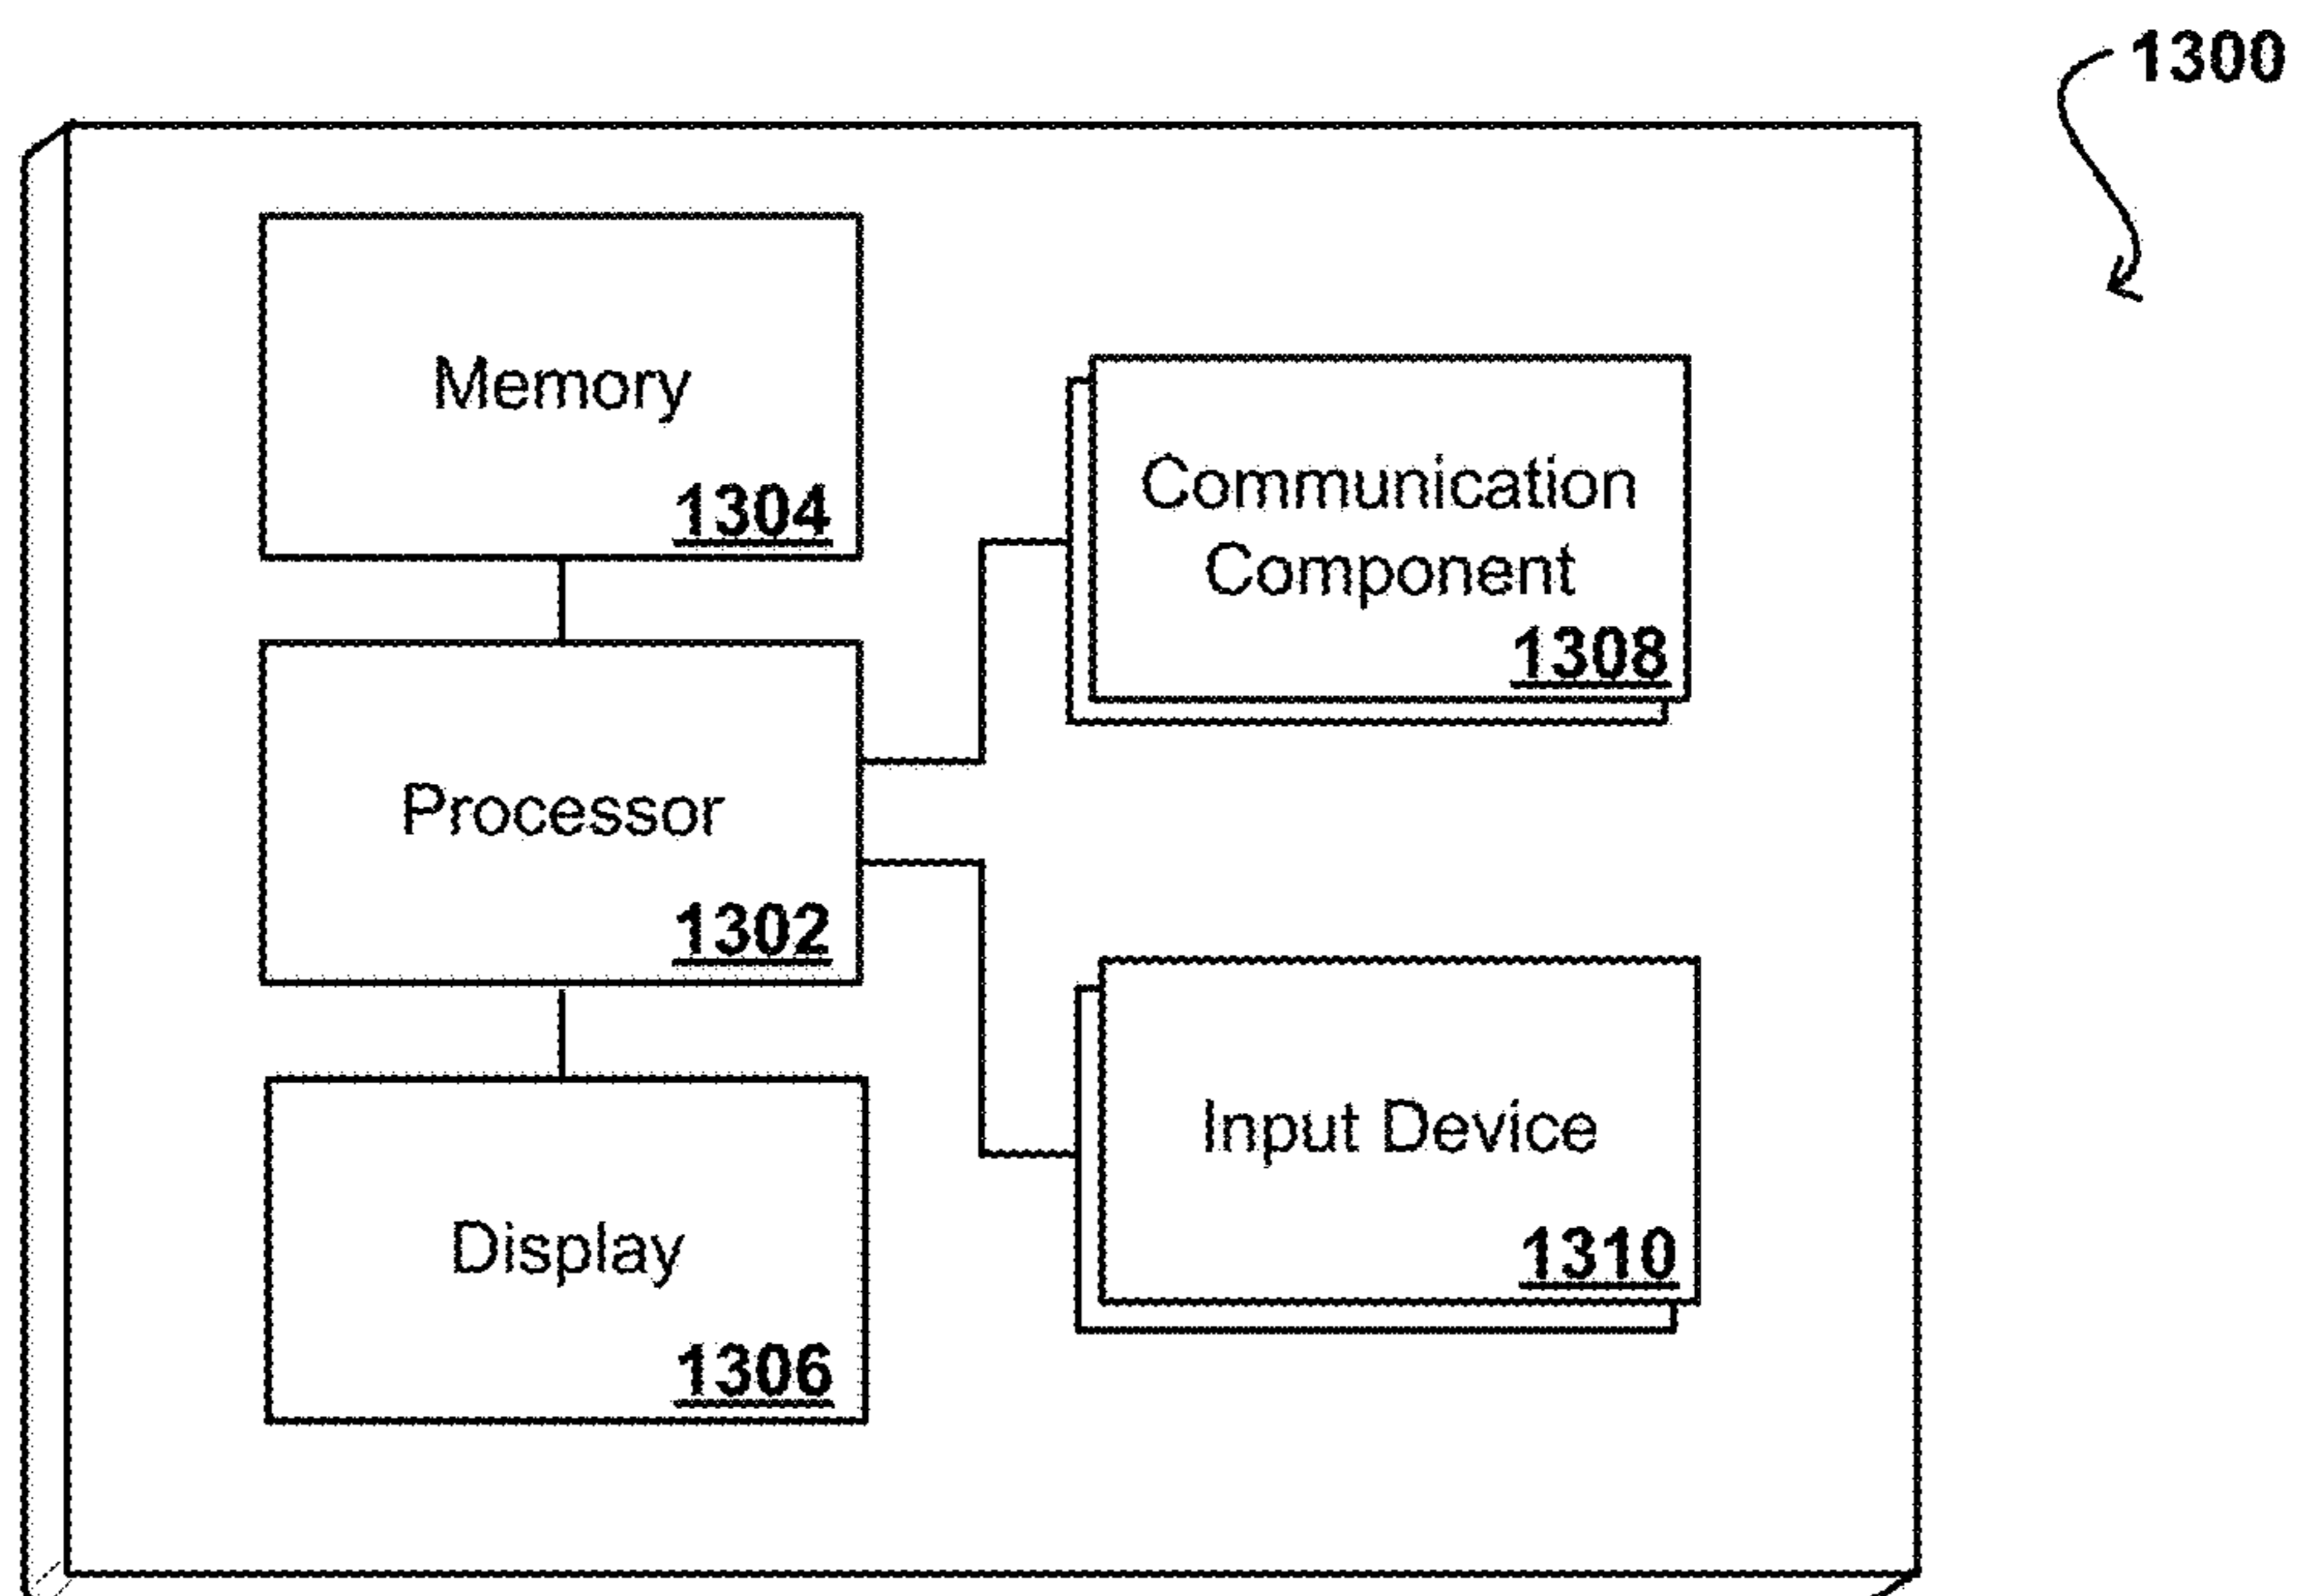 1300
Memory
1304
Communication
Component
1308
Processor
1302
Input Device
1310
Display
1306